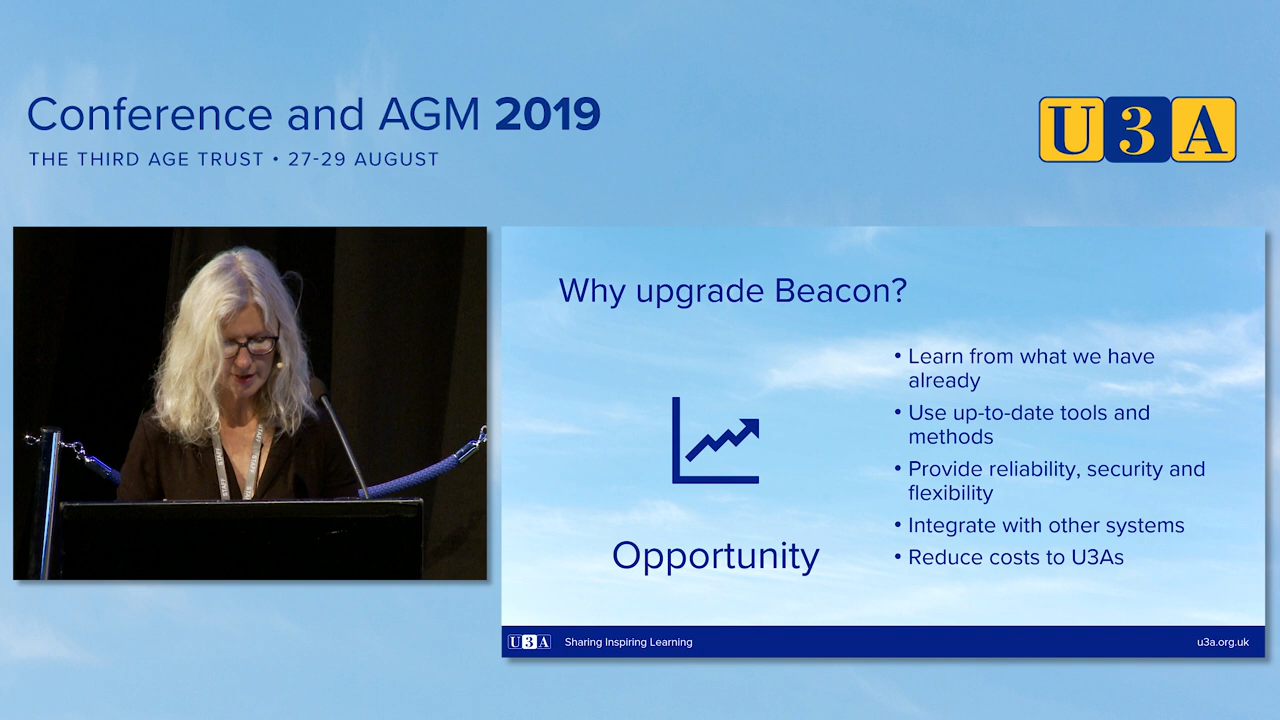 Conference and AGM 2019
THE THIRD AGE TRUST • 27-29 AUGUST
U3A
Why upgrade Beacon?
• Learn from what we have
already
• Use up-to-date tools and
methods
• Provide reliability, security and
flexibility
• Integrate with other systems
• Reduce costs to U3As
Opportunity
STAFF
STAFF
U3A
Sharing Inspiring Learning
u3a.org.uk